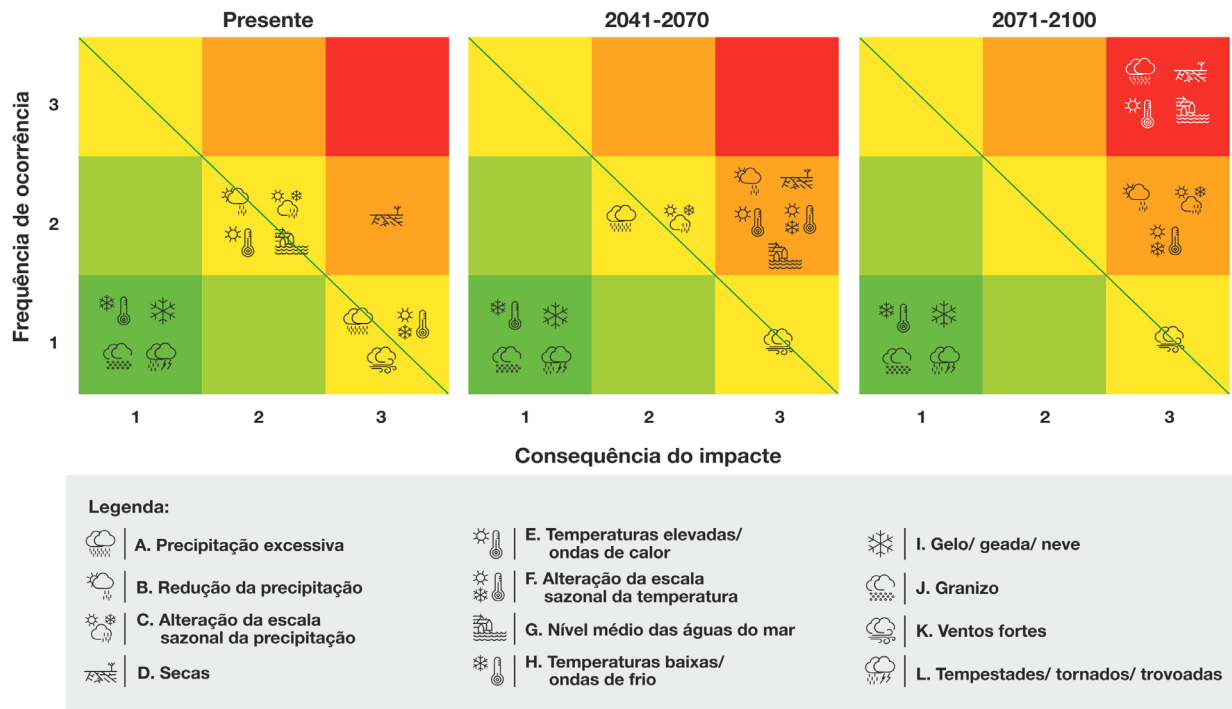 Presente
2041-2070
2071-2100
Frequência de ocorrência
3
2
1
1
2
3
1
2
3
1
2
3
Consequência do impacte
Legenda:
A. Precipitação excessiva
B. Redução da precipitação
C. Alteração da escala
sazonal da precipitação
D. Secas
E. Temperaturas elevadas/
ondas de calor
F. Alteração da escala
sazonal da temperatura
G. Nível médio das águas do mar
H. Temperaturas baixas/
ondas de frio
I. Gelo/ geada/ neve
J. Granizo
K. Ventos fortes
L. Tempestades/ tornados/ trovoadas